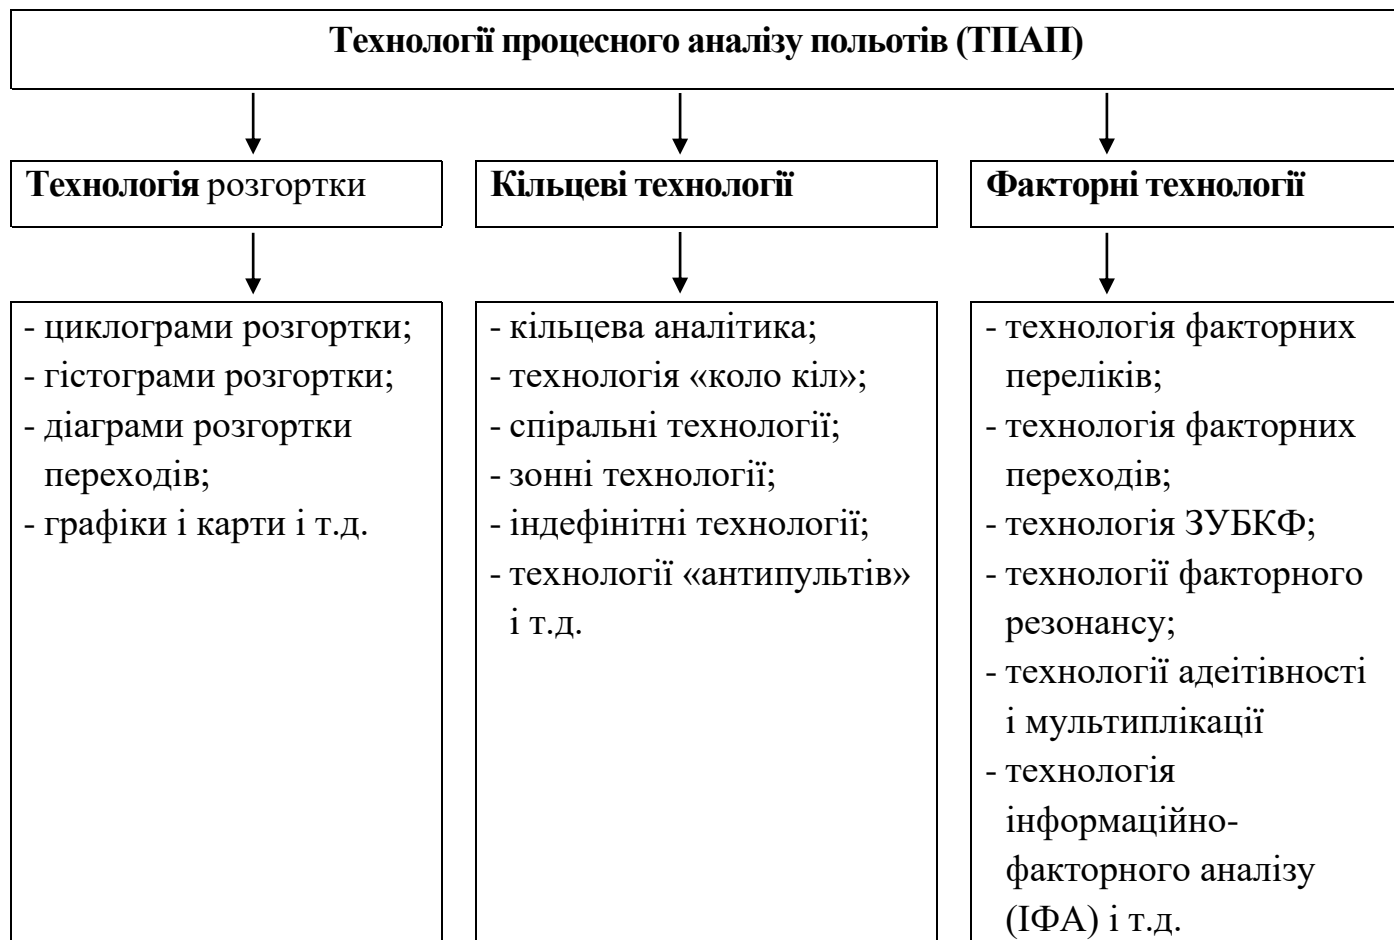 Технології процесного аналізу польотів (ТПАП)
Технологія розгортки
Кільцеві технології
Факторні технології
- циклограми розгортки;
- гістограми розгортки;
- діаграми розгортки
переходів;
- графіки і карти і т.д.
- кільцева аналітика;
- технологія «коло кіл»;
- спіральні технології;
- зонні технології;
- індефінітні технології;
- технології «антипультів»
і т.д.
- технологія факторних
переліків;
- технологія факторних
переходів;
- технологія ЗУБКФ;
- технології факторного
резонансу;
- технології адеітівності
і мультиплікації
- технологія
інформаційно-
факторного аналізу
(ІФА) і т.д.